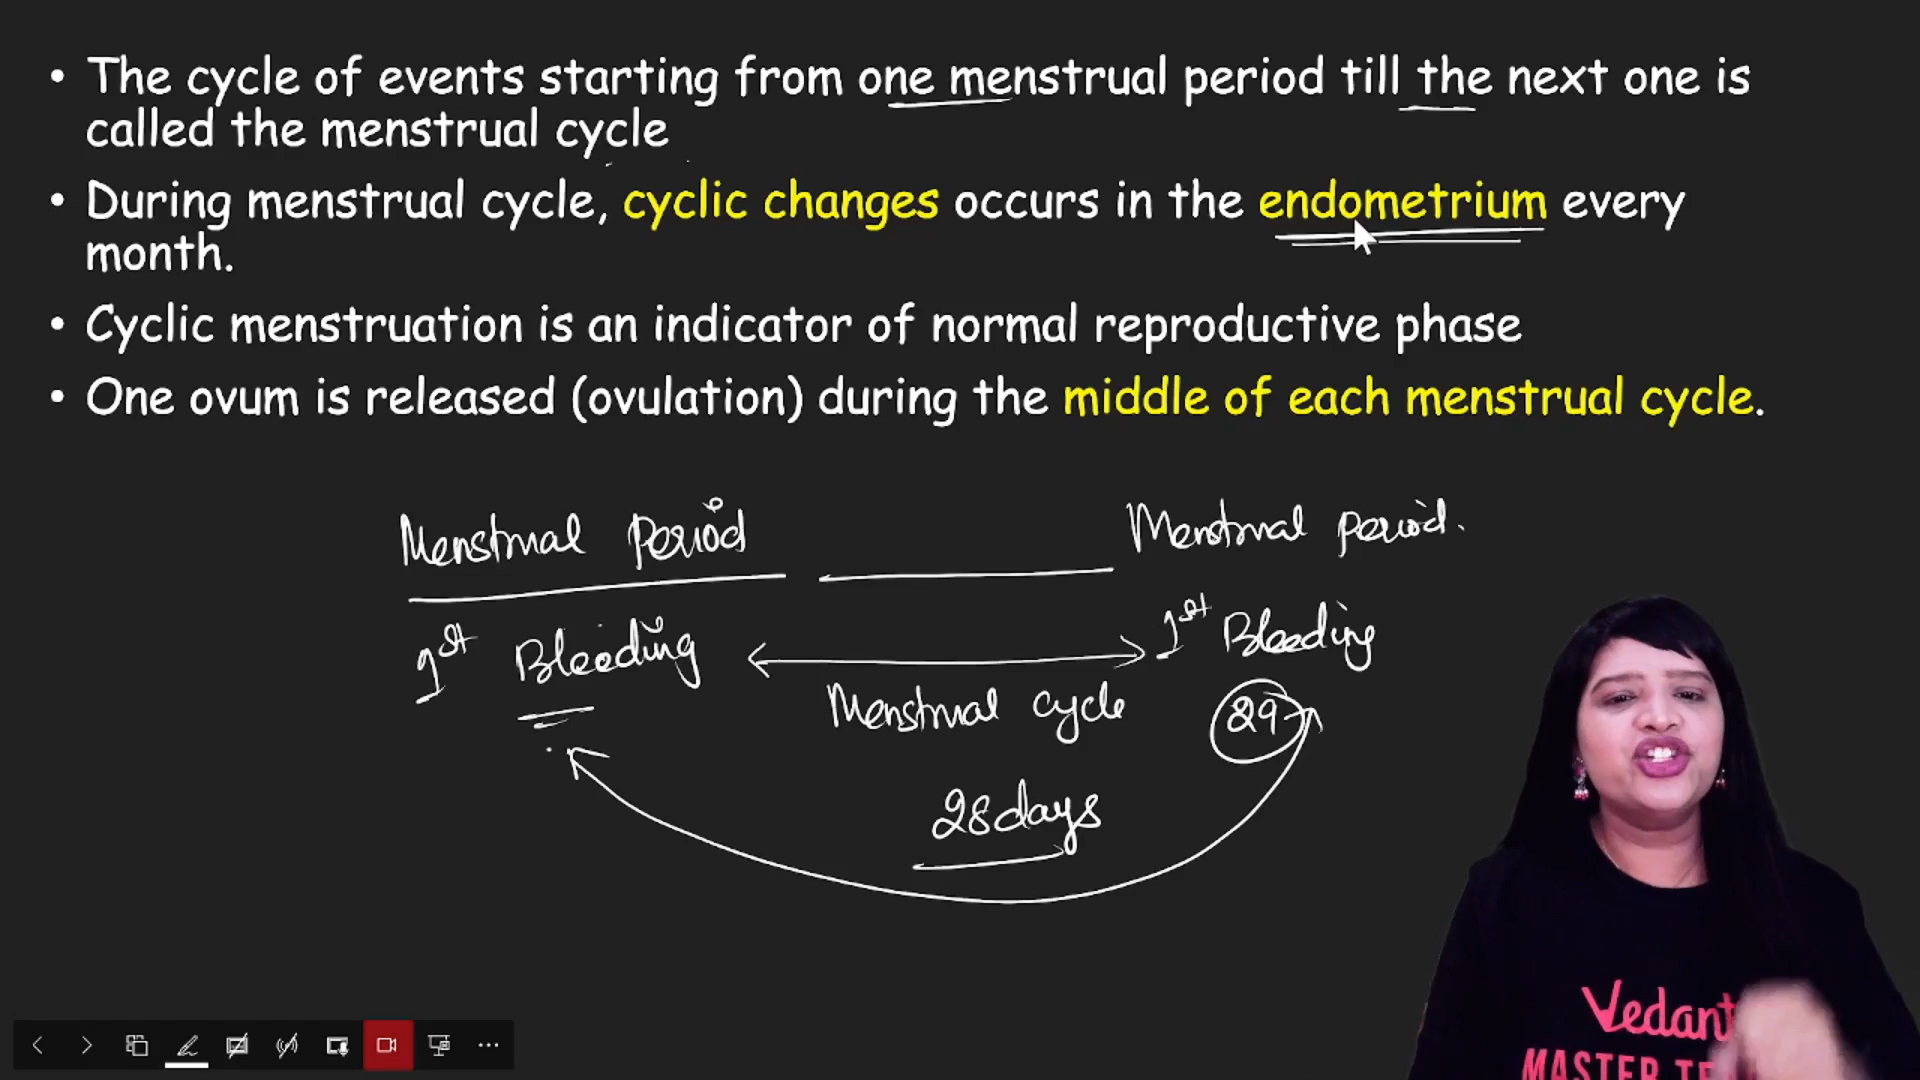 • The cycle of events starting from one menstrual period till the next one is
called the menstrual cycle
• During menstrual cycle, cyclic changes occurs in the endometrium every
month.
• Cyclic menstruation is an indicator of normal reproductive phase
• One ovum is released (ovulation) during the middle of each menstrual cycle.
Menstrual Period Menstrual period.
1st Bleeding 1st Bleeding
Menstrual cycle 29
28days
Vedant
MASTER TE